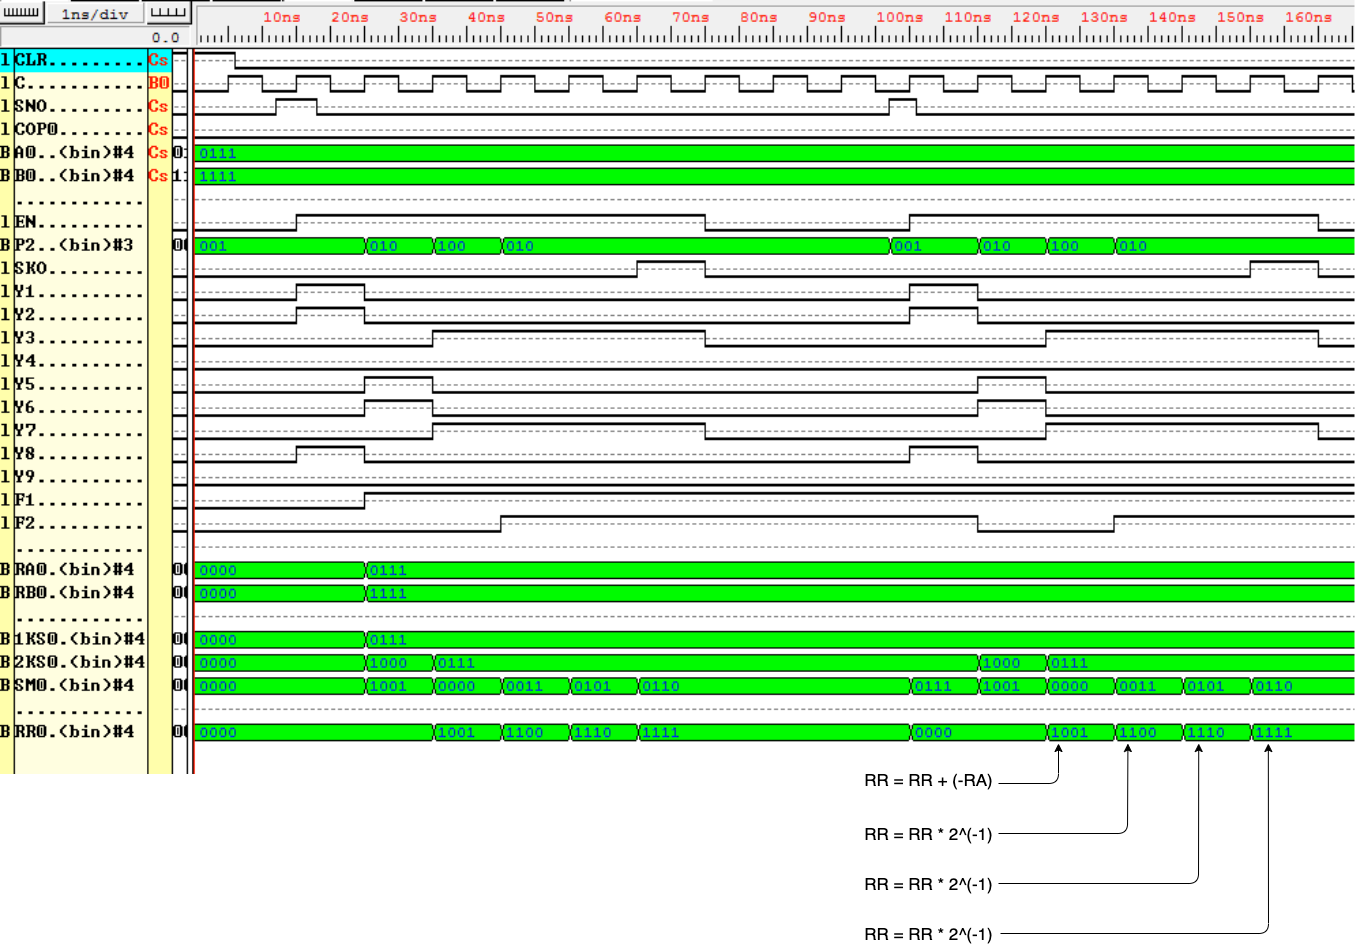 1ns/div
10ns 20ns 30ns 40ns 50ns 60ns 70ns 80ns 90ns 100ns 110ns 120ns 130ns 140ns 150ns 160ns
0.0
1 CLR......... Cs
1 C........... B0
1 SNO......... Cs
1 COP0........ Cs
B A0..(bin)#4 Cs 0111
B B0..(bin)#4 Cs 1111
............
1 EN..........
B P2..(bin)#3 001 010 100 010 001 010 100 010
1 SKO.........
1 Y1..........
1 Y2..........
1 Y3..........
1 Y4..........
1 Y5..........
1 Y6..........
1 Y7..........
1 Y8..........
1 Y9..........
1 F1..........
1 F2..........
............
B RA0.(bin)#4 0000 0111
B RB0.(bin)#4 0000 1111
............
B 1KS0.(bin)#4 0000 0111
B 2KS0.(bin)#4 0000 1000 0111 1000 0111
B SM0.(bin)#4 0000 1001 0000 0011 0101 0110 0111 1001 0000 0011 0101 0110
............
B RR0.(bin)#4 0000 1001 1100 1110 1111 0000 1001 1100 1110 1111
RR = RR + (-RA)
RR = RR * 2^(-1)
RR = RR * 2^(-1)
RR = RR * 2^(-1)